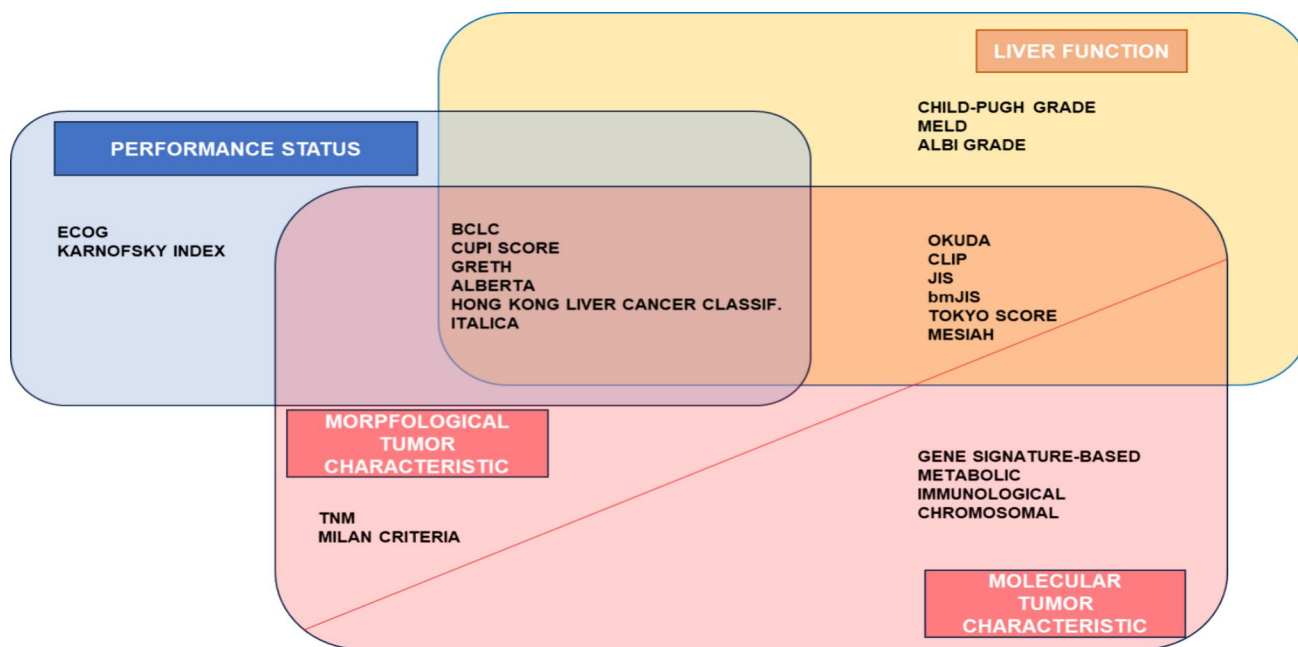 LIVER FUNCTION
CHILD-PUGH GRADE
MELD
ALBI GRADE
PERFORMANCE STATUS
ECOG
KARNOFSKY INDEX
BCLC
CUPI SCORE
GRETH
ALBERTA
HONG KONG LIVER CANCER CLASSIF.
ITALICA
OKUDA
CLIP
JIS
bmJIS
TOKYO SCORE
MESIAH
MORPFOLOGICAL
TUMOR
CHARACTERISTIC
TNM
MILAN CRITERIA
GENE SIGNATURE-BASED
METABOLIC
IMMUNOLOGICAL
CHROMOSOMAL
MOLECULAR
TUMOR
CHARACTERISTIC